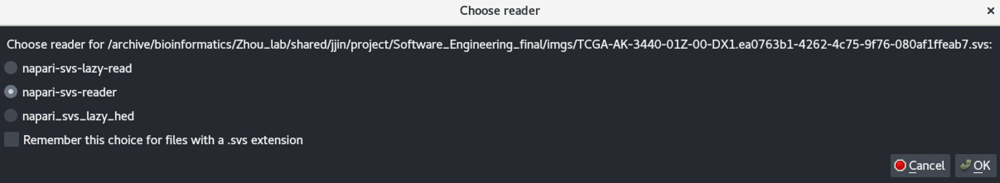 Choose reader
Choose reader for /archive/bioinformatics/Zhou_lab/shared/jjin/project/Software_Engineering_final/imgs/TCGA-AK-3440-01Z-00-DX1.ea0763b1-4262-4c75-9f76-080af1ffeab7.svs:
napari-svs-lazy-read
napari-svs-reader
napari_svs_lazy_hed
Remember this choice for files with a .svs extension
Cancel OK